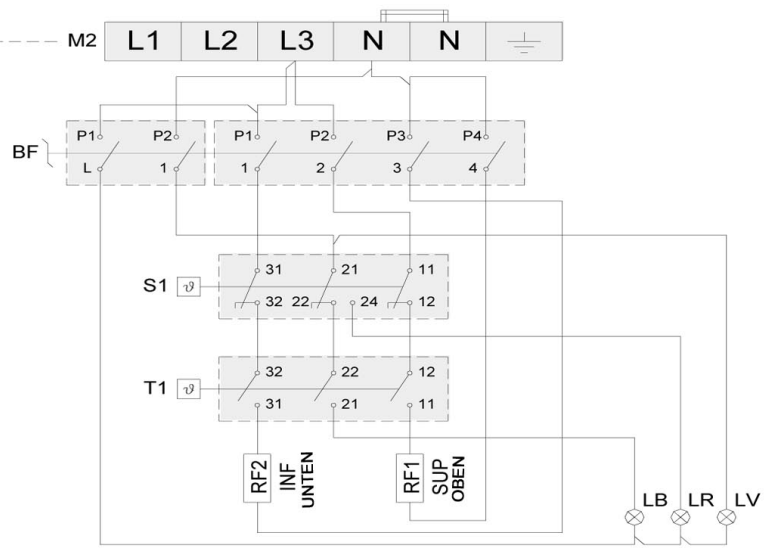 M2 L1 L2 L3 N N
P1 P2 P1 P2 P3 P4
BF
L 1 1 2 3 4
31 21 11
S1 ϑ
32 22 24 12
32 22 12
T1 ϑ
31 21 11
RF2 INF UNTEN RF1 SUP OBEN
LB LR LV